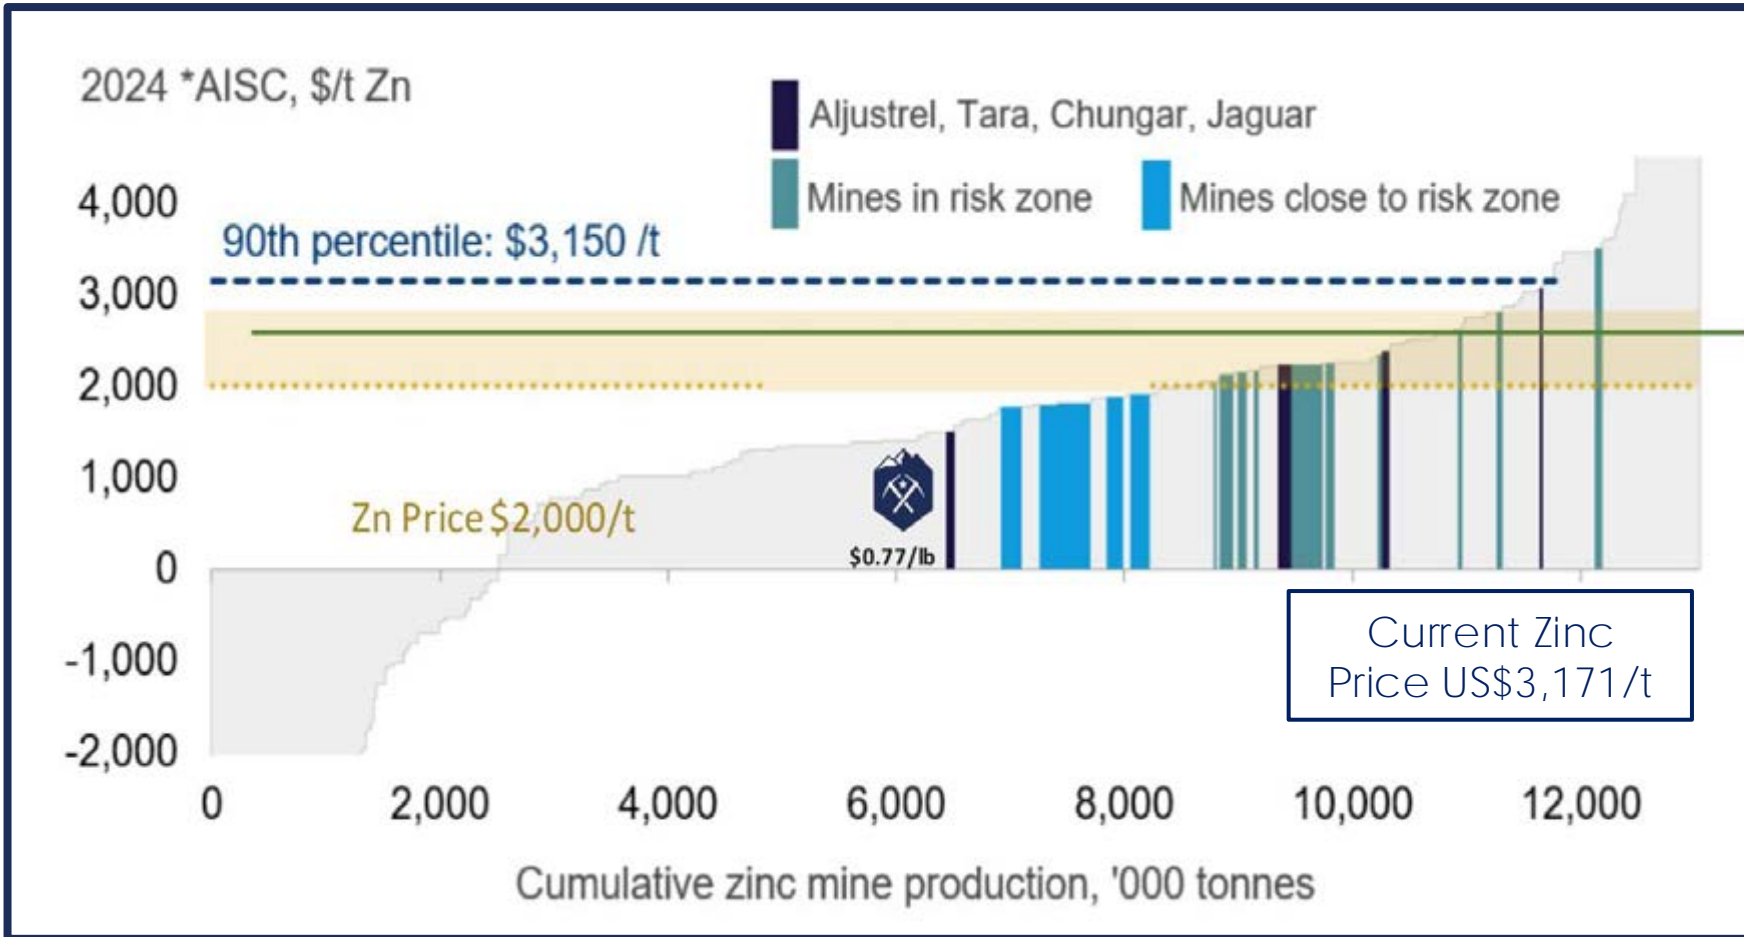 2024 *AISC, $/t Zn
Aljustrel, Tara, Chungar, Jaguar
Mines in risk zone
Mines close to risk zone
4,000
90th percentile: $3,150 /t
3,000
2,000
1,000
Zn Price $2,000/t
$0.77/lb
0
-1,000
-2,000
Current Zinc
Price US$3,171/t
0 2,000 4,000 6,000 8,000 10,000 12,000
Cumulative zinc mine production, '000 tonnes